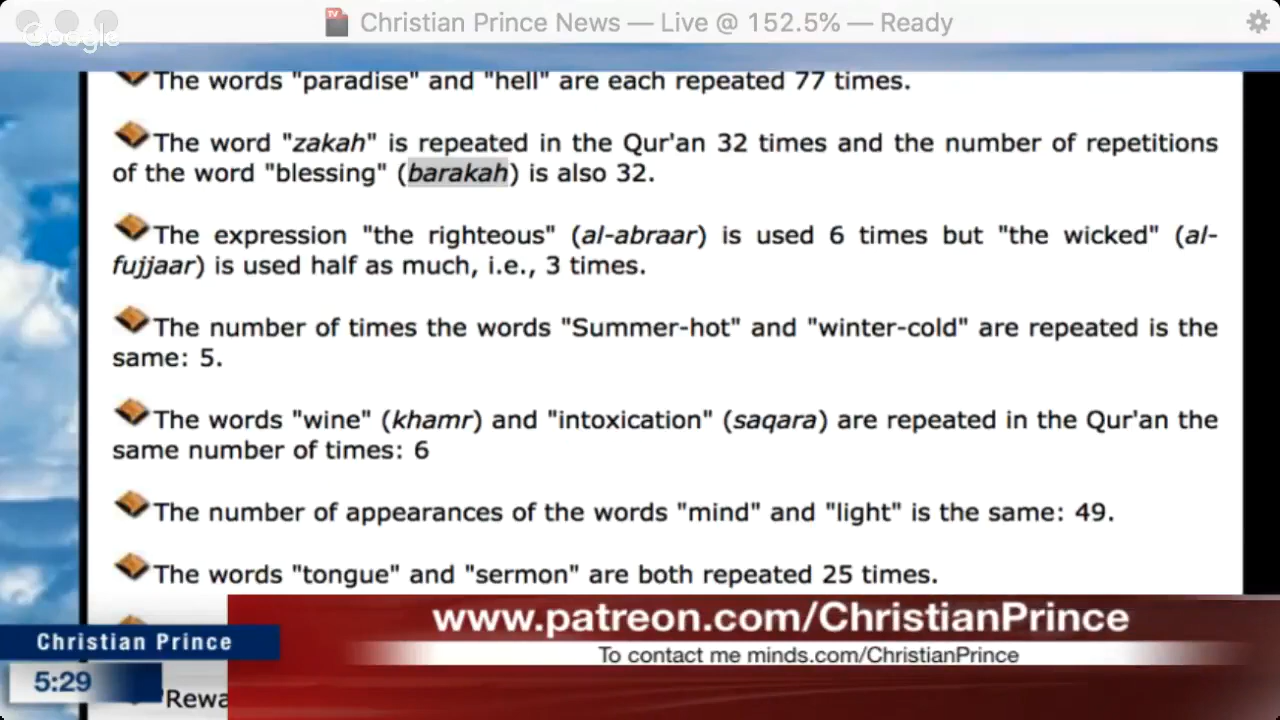 Christian Prince News — Live @ 152.5% — Ready
Google
The words "paradise" and "hell" are each repeated 77 times.
The word "zakah" is repeated in the Qur'an 32 times and the number of repetitions
of the word "blessing" (barakah) is also 32.
The expression "the righteous" (al-abraar) is used 6 times but "the wicked" (al-
fujjaar) is used half as much, i.e., 3 times.
The number of times the words "Summer-hot" and "winter-cold" are repeated is the
same: 5.
The words "wine" (khamr) and "intoxication" (saqara) are repeated in the Qur'an the
same number of times: 6
The number of appearances of the words "mind" and "light" is the same: 49.
The words "tongue" and "sermon" are both repeated 25 times.
www.patreon.com/ChristianPrince
Christian Prince
To contact me minds.com/ChristianPrince
5:29